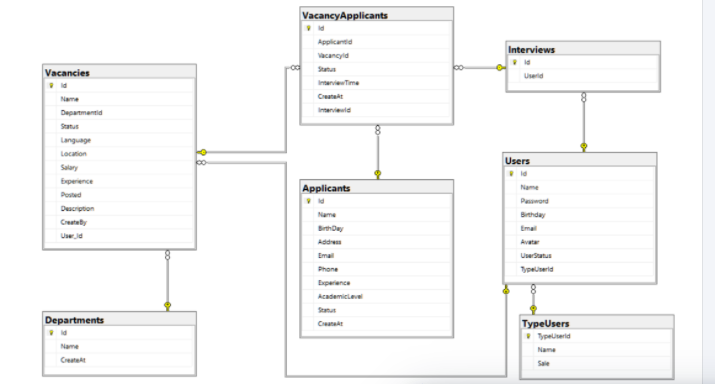 VacancyApplicants
Id
ApplicantId
VacancyId
Status
InterviewTime
CreateAt
InterviewId
Interviews
Id
UserId
Vacancies
Id
Name
DepartmentId
Status
Language
Location
Salary
Experience
Posted
Description
CreateBy
User_Id
Users
Id
Name
Password
Birthday
Email
Avatar
UserStatus
TypeUserId
Applicants
Id
Name
BirthDay
Address
Email
Phone
Experience
AcademicLevel
Status
CreateAt
Departments
Id
Name
CreateAt
TypeUsers
TypeUserId
Name
Sale